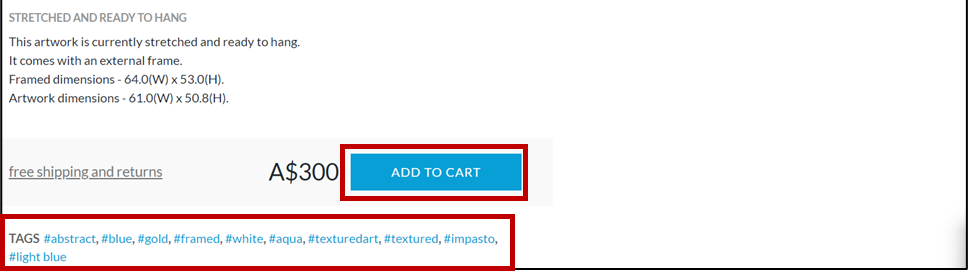 STRETCHED AND READY TO HANG
This artwork is currently stretched and ready to hang.
It comes with an external frame.
Framed dimensions - 64.0(W) x 53.0(H).
Artwork dimensions - 61.0(W) x 50.8(H).
free shipping and returns A$300 ADD TO CART
TAGS #abstract, #blue, #gold, #framed, #white, #aqua, #texturedart, #textured, #impasto,
#light blue